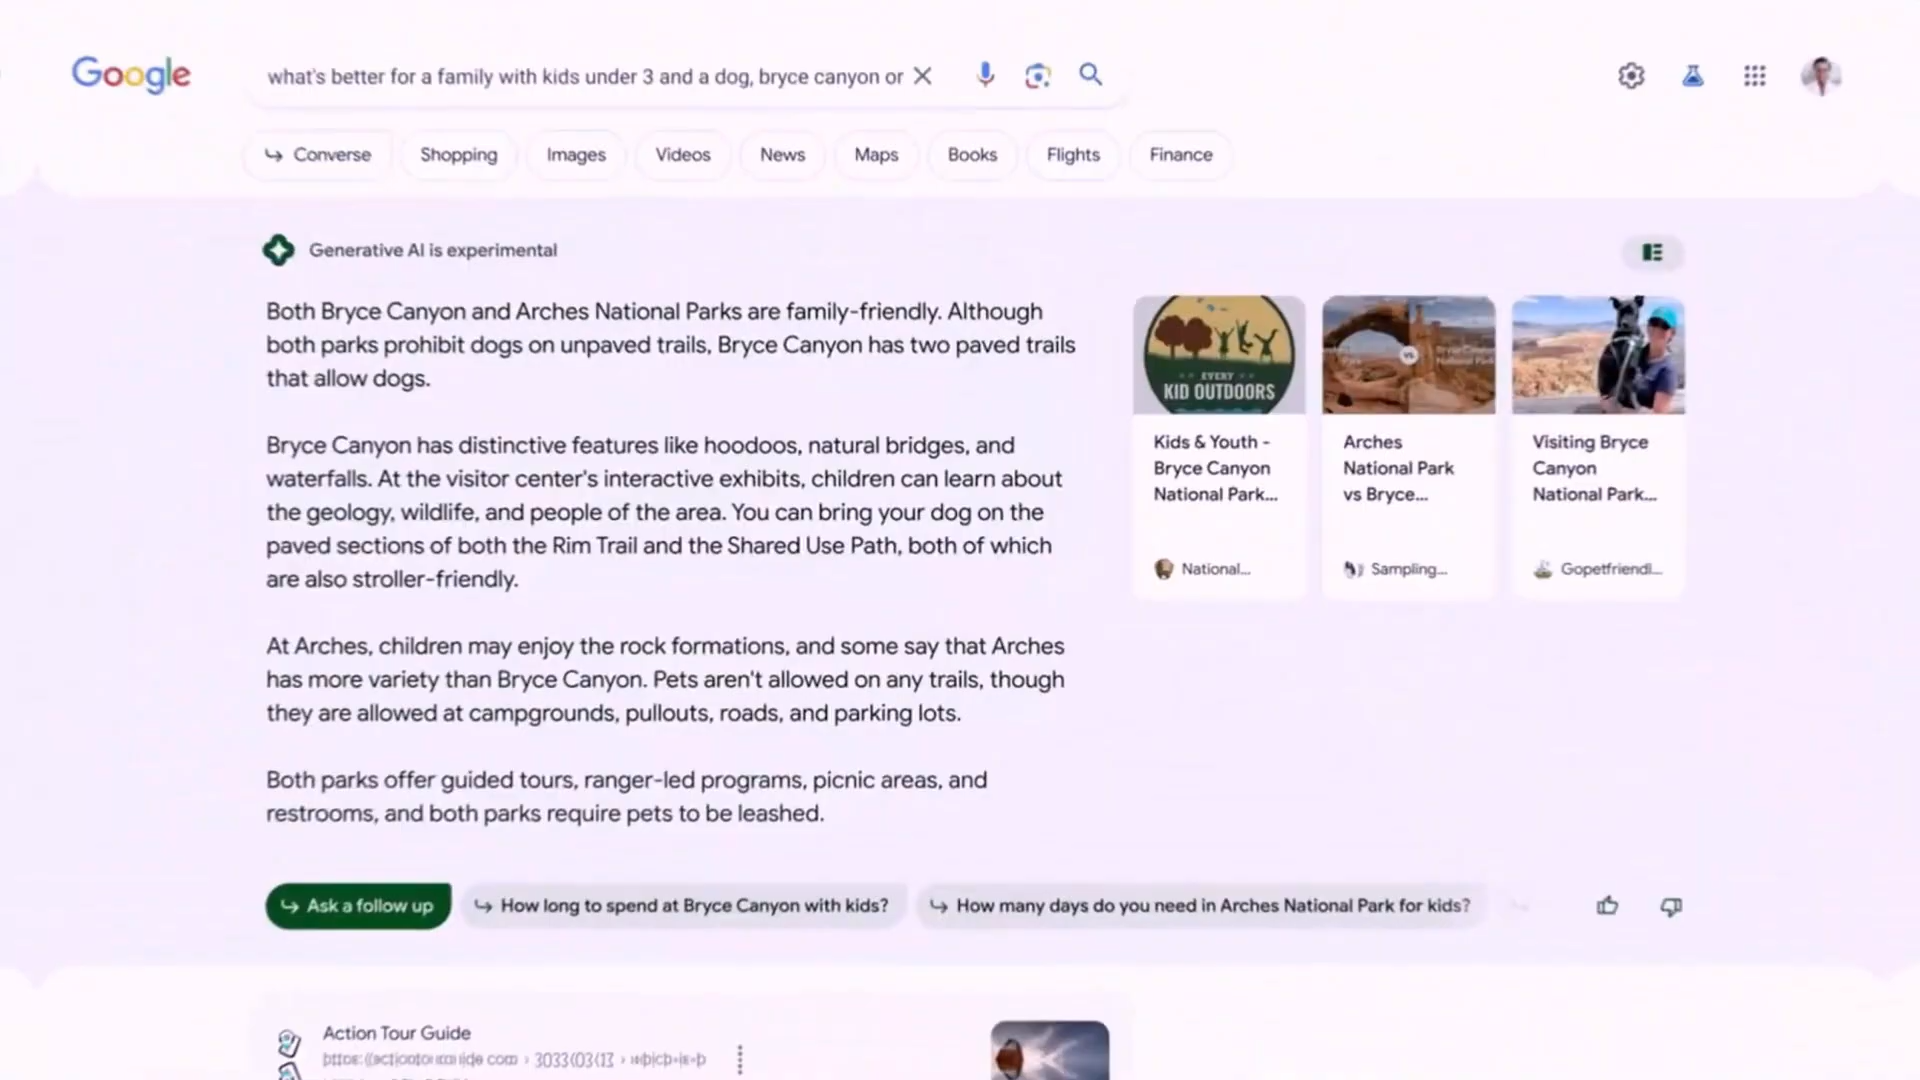 Google
what's better for a family with kids under 3 and a dog, bryce canyon or
Converse
Shopping
Images
Videos
News
Maps
Books
Flights
Finance
Generative AI is experimental
Both Bryce Canyon and Arches National Parks are family-friendly. Although
both parks prohibit dogs on unpaved trails, Bryce Canyon has two paved trails
that allow dogs.
Bryce Canyon has distinctive features like hoodoos, natural bridges, and
waterfalls. At the visitor center's interactive exhibits, children can learn about
the geology, wildlife, and people of the area. You can bring your dog on the
paved sections of both the Rim Trail and the Shared Use Path, both of which
are also stroller-friendly.
At Arches, children may enjoy the rock formations, and some say that Arches
has more variety than Bryce Canyon. Pets aren't allowed on any trails, though
they are allowed at campgrounds, pullouts, roads, and parking lots.
Both parks offer guided tours, ranger-led programs, picnic areas, and
restrooms, and both parks require pets to be leashed.
EVERY
KID OUTDOORS
Kids & Youth -
Bryce Canyon
National Park...
National...
VS
Arches
National Park
vs Bryce...
Sampling...
Visiting Bryce
Canyon
National Park...
Gopetfriendl...
Ask a follow up
How long to spend at Bryce Canyon with kids?
How many days do you need in Arches National Park for kids?
Action Tour Guide